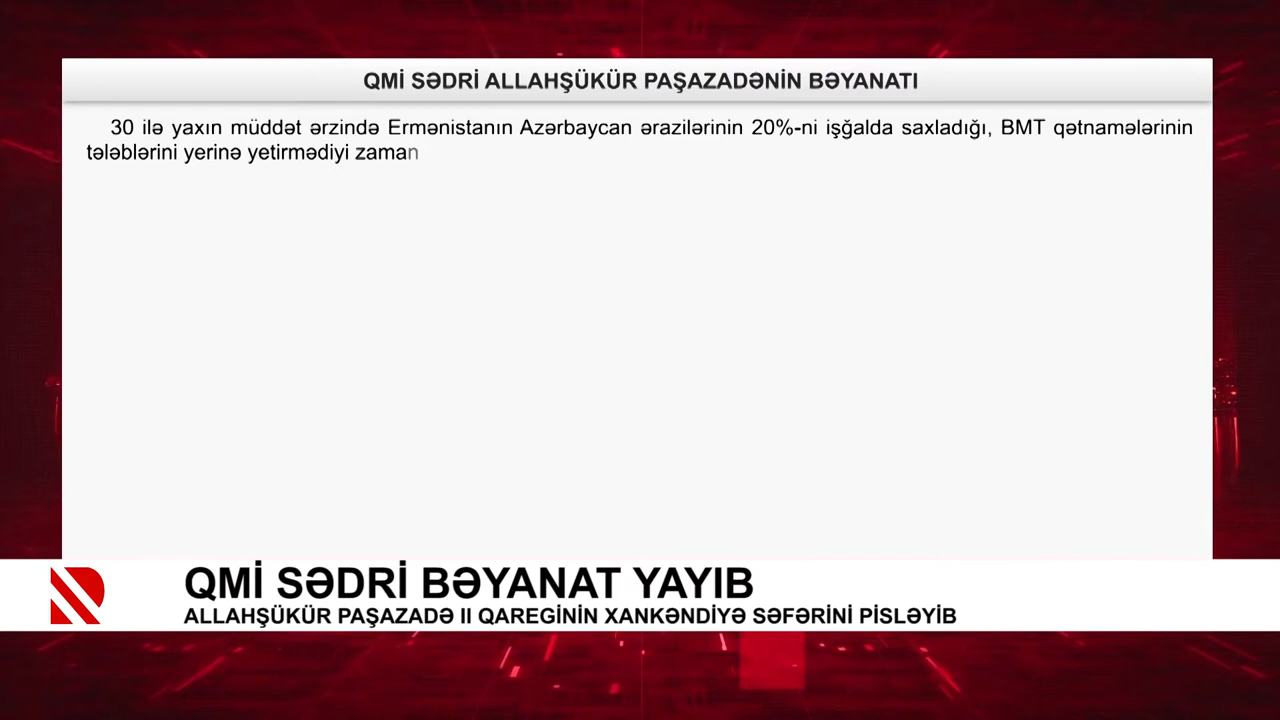 QMİ SƏDRİ ALLAHŞÜKÜR PAŞAZADƏNİN BƏYANATI
30 ilə yaxın müddət ərzində Ermənistanın Azərbaycan ərazilərinin 20%-ni işğalda saxladığı, BMT qətnamələrinin
tələblərini yerinə yetirmədiyi zaman
QMİ SƏDRİ BƏYANAT YAYIB
ALLAHŞÜKÜR PAŞAZADƏ II QAREGİNİN XANKƏNDİYƏ SƏFƏRİNİ PİSLƏYİB